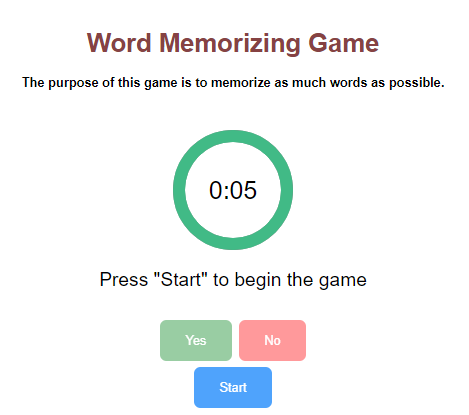 Word Memorizing Game
The purpose of this game is to memorize as much words as possible.
0:05
Press "Start" to begin the game
Yes No
Start